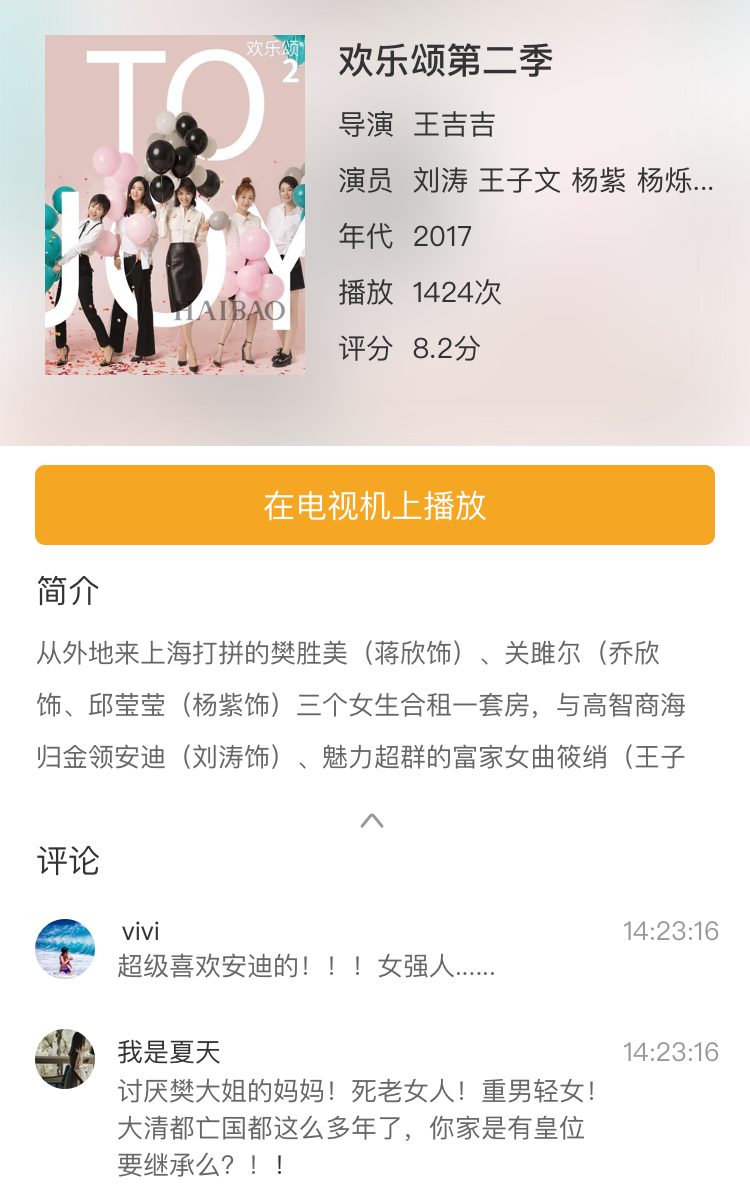 欢乐颂
2
TO
JOY
HAIBAO
欢乐颂第二季
导演 王吉吉
演员 刘涛 王子文 杨紫 杨烁...
年代 2017
播放 1424次
评分 8.2分
在电视机上播放
简介
从外地来上海打拼的樊胜美（蒋欣饰）、关雎尔（乔欣
饰、邱莹莹（杨紫饰）三个女生合租一套房，与高智商海
归金领安迪（刘涛饰）、魅力超群的富家女曲筱绡（王子
评论
vivi 14:23:16
超级喜欢安迪的！！！女强人......
我是夏天 14:23:16
讨厌樊大姐的妈妈！死老女人！重男轻女！
大清都亡国都这么多年了，你家是有皇位
要继承么？！！